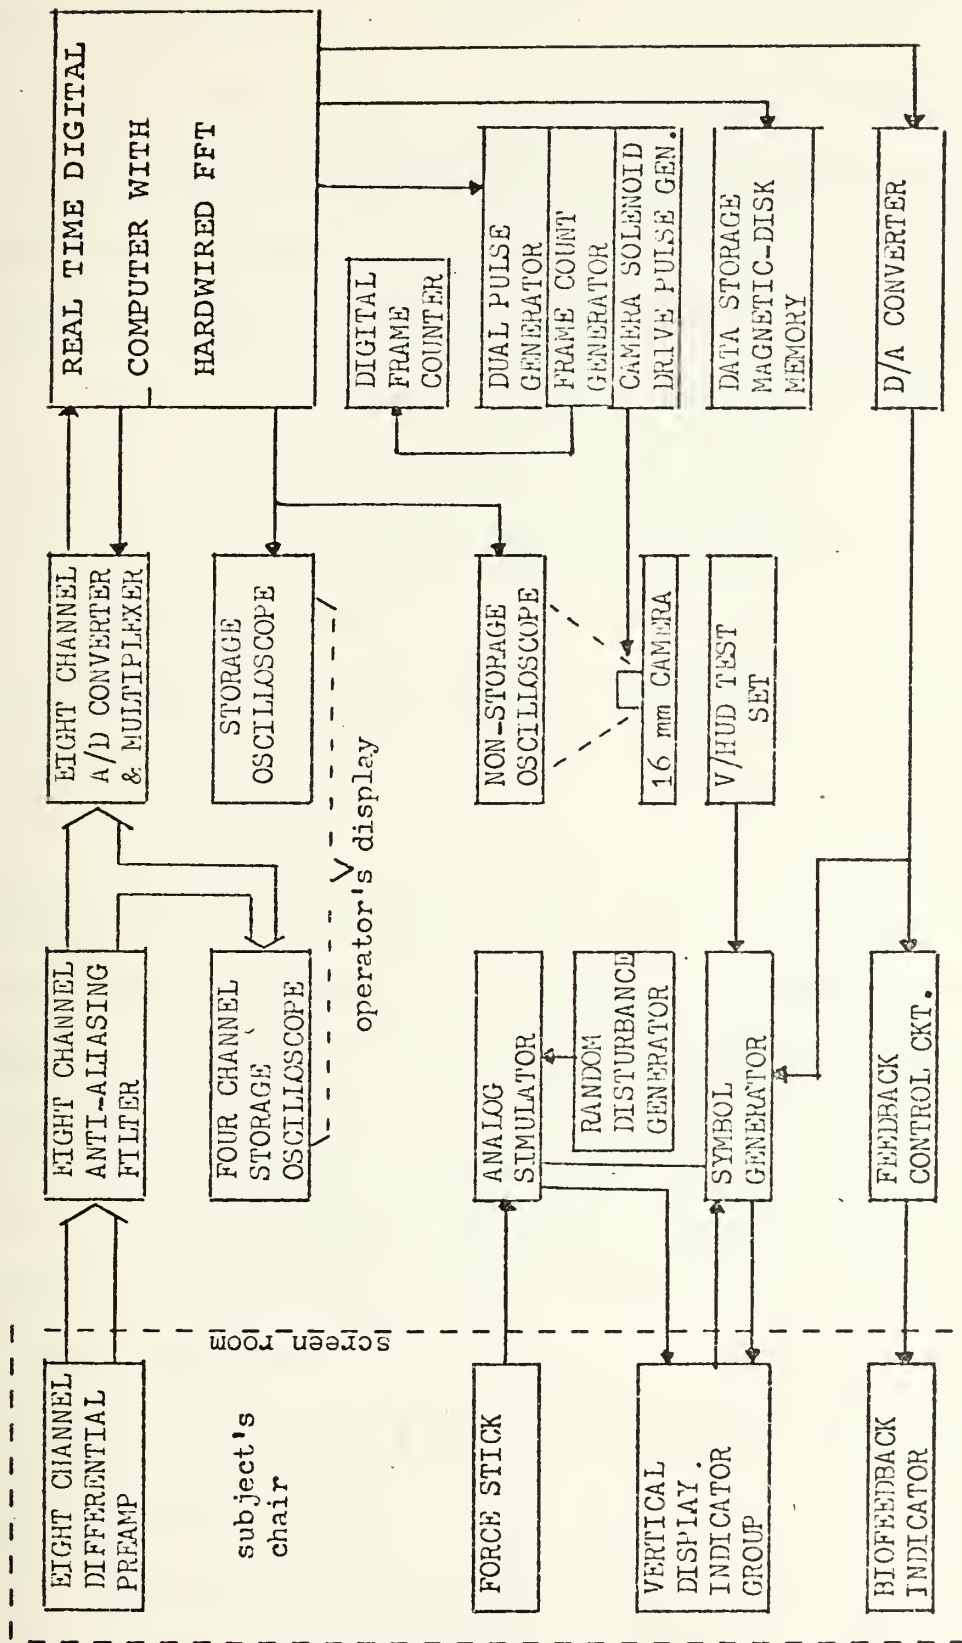 EIGHT CHANNEL
DIFFERENTIAL
PREAMP
EIGHT CHANNEL
ANTI-ALIASING
FILTER
EIGHT CHANNEL
A/D CONVERTER
& MULTIPLEXER
REAL TIME DIGITAL
COMPUTER WITH
HARDWIRED FFT
subject's
chair
screen room
FOUR CHANNEL
STORAGE
OSCILLOSCOPE
STORAGE
OSCILLOSCOPE
operator's display
DIGITAL
FRAME
COUNTER
FORCE STICK
ANALOG
SIMULATOR
RANDOM
DISTURBANCE
GENERATOR
NON-STORAGE
OSCILLOSCOPE
16 mm CAMERA
DUAL PULSE
GENERATOR
FRAME COUNT
GENERATOR
CAMERA SOLENOID
DRIVE PULSE GEN.
VERTICAL
DISPLAY.
INDICATOR
GROUP
SYMBOL
GENERATOR
V/HUD TEST
SET
DATA STORAGE
MAGNETIC-DISK
MEMORY
BIOFEEDBACK
INDICATOR
FEEDBACK
CONTROL CKT.
D/A CONVERTER